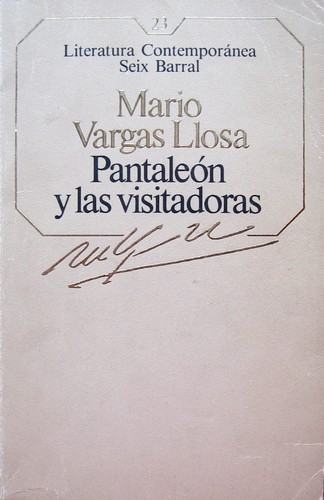 23
Literatura Contemporánea
Seix Barral
Mario
Vargas Llosa
Pantaleón
y las visitadoras